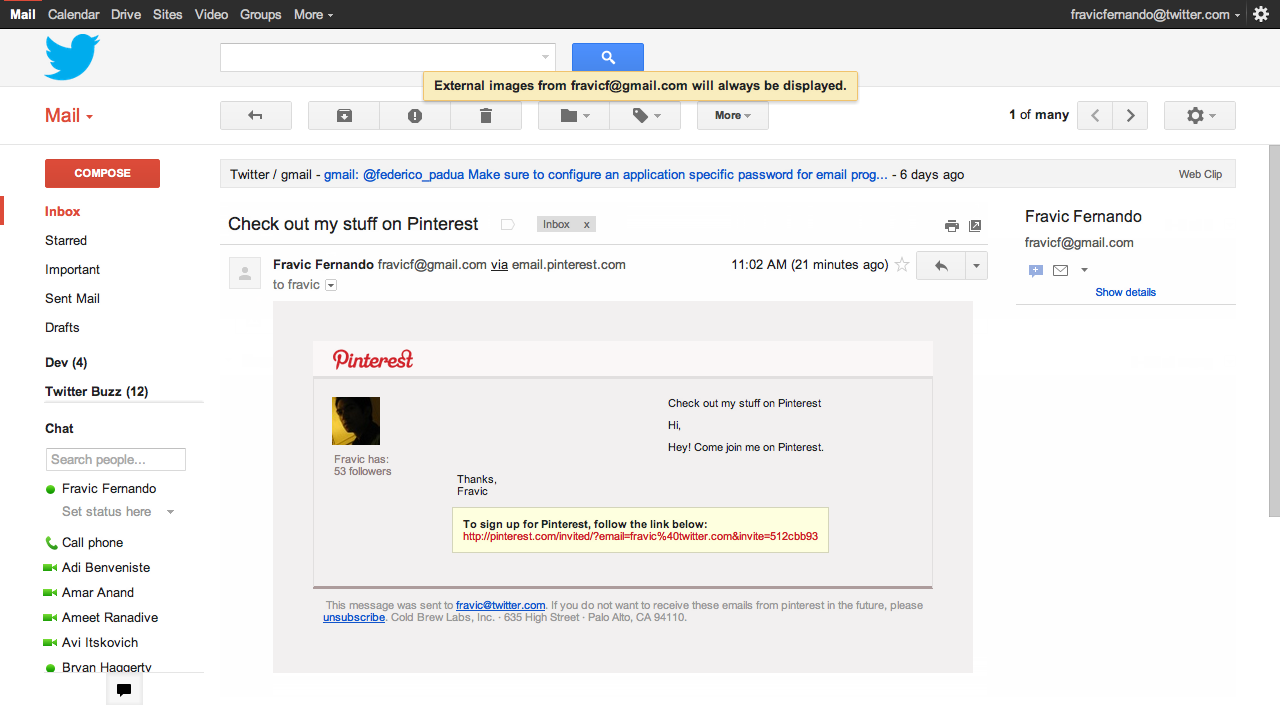 Mail Calendar Drive Sites Video Groups More fravicfernando@twitter.com
External images from fravicf@gmail.com will always be displayed.
Mail More 1 of many
COMPOSE
Twitter / gmail - gmail: @federico_padua Make sure to configure an application specific password for email prog... - 6 days ago Web Clip
Inbox
Starred
Important
Sent Mail
Drafts
Dev (4)
Twitter Buzz (12)
Chat
Search people...
Fravic Fernando
Set status here
Call phone
Adi Benveniste
Amar Anand
Ameet Ranadive
Avi Itskovich
Bryan Haggerty
Check out my stuff on Pinterest Inbox x
Fravic Fernando fravicf@gmail.com via email.pinterest.com 11:02 AM (21 minutes ago)
to fravic
Pinterest
Fravic has:
53 followers
Check out my stuff on Pinterest
Hi,
Hey! Come join me on Pinterest.
Thanks,
Fravic
To sign up for Pinterest, follow the link below:
http://pinterest.com/invited/?email=fravic%40twitter.com&invite=512cbb93
This message was sent to fravic@twitter.com. If you do not want to receive these emails from pinterest in the future, please
unsubscribe. Cold Brew Labs, Inc. · 635 High Street · Palo Alto, CA 94110.
Fravic Fernando
fravicf@gmail.com
Show details